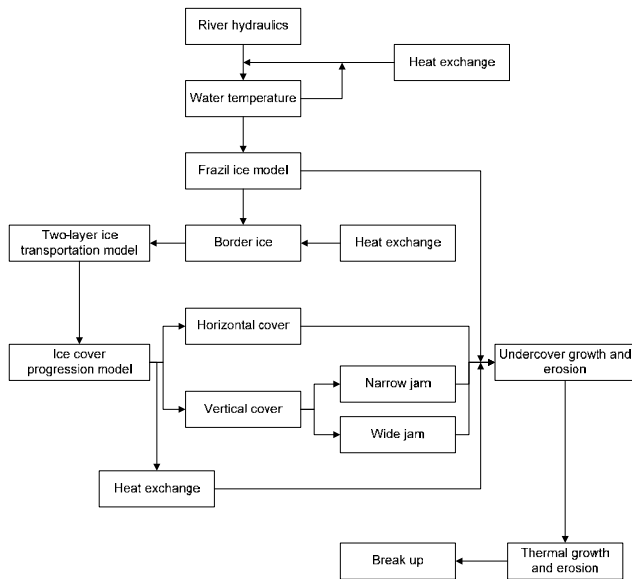 River hydraulics
Heat exchange
Water temperature
Frazil ice model
Two-layer ice
transportation model
Border ice
Heat exchange
Horizontal cover
Ice cover
progression model
Undercover growth and
erosion
Narrow jam
Vertical cover
Wide jam
Heat exchange
Break up
Thermal growth
and erosion